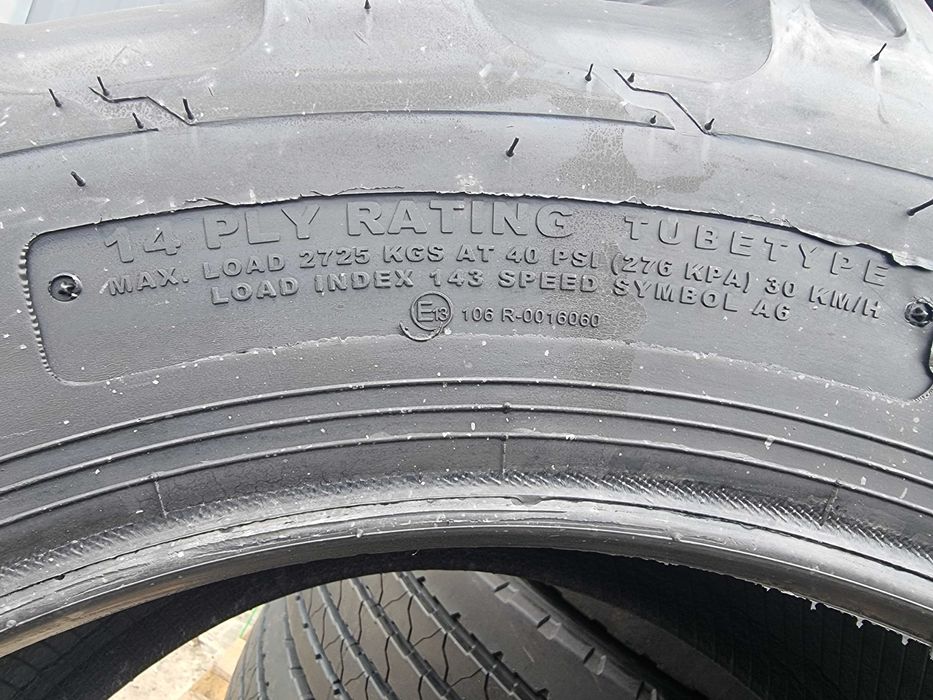 14 PLY RATING TUBETYPE
MAX. LOAD 2725 KGS AT 40 PSI (276 KPA) 30 KM/H
LOAD INDEX 143 SPEED SYMBOL A6
E13 106 R-0016060